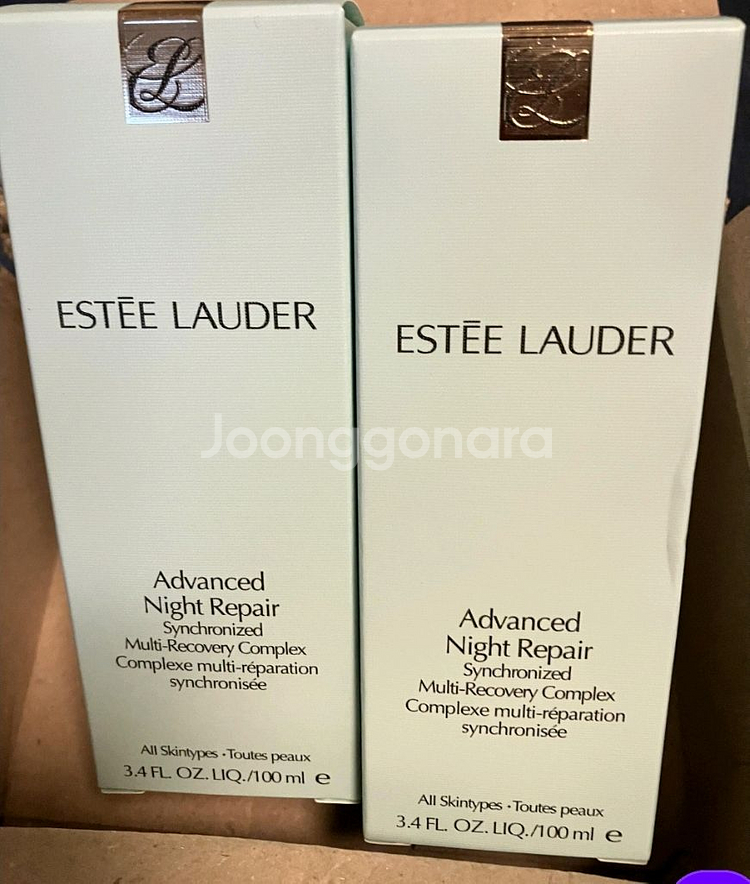 EL
ESTĒE LAUDER
Advanced
Night Repair
Synchronized
Multi-Recovery Complex
Complexe multi-réparation
synchronisée
All Skintypes • Toutes peaux
3.4 FL. OZ. LIQ./100 ml e
EL
ESTĒE LAUDER
Advanced
Night Repair
Synchronized
Multi-Recovery Complex
Complexe multi-réparation
synchronisée
All Skintypes • Toutes peaux
3.4 FL. OZ. LIQ./100 ml e
Joonggonara